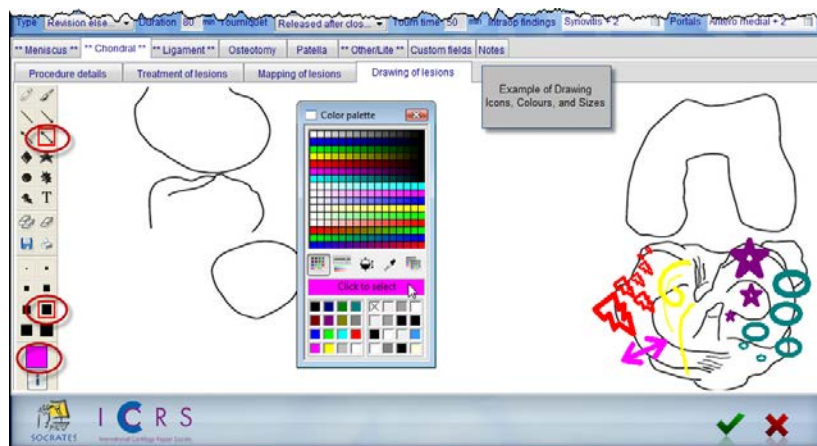 Type Revision else... Duration 80 mn Tourniquet Released after clos... Tourn time 50 mn Intraop findings Synovitis + 2 Portals Antero medial + 2
** Meniscus ** ** Chondral ** ** Ligament ** Osteotomy Patella ** Other/Lite ** Custom fields Notes
Procedure details Treatment of lesions Mapping of lesions Drawing of lesions
Example of Drawing
Icons, Colours, and Sizes
Color palette
T
Click to select
SOCRATES
ICRS
International Cartilage Repair Society